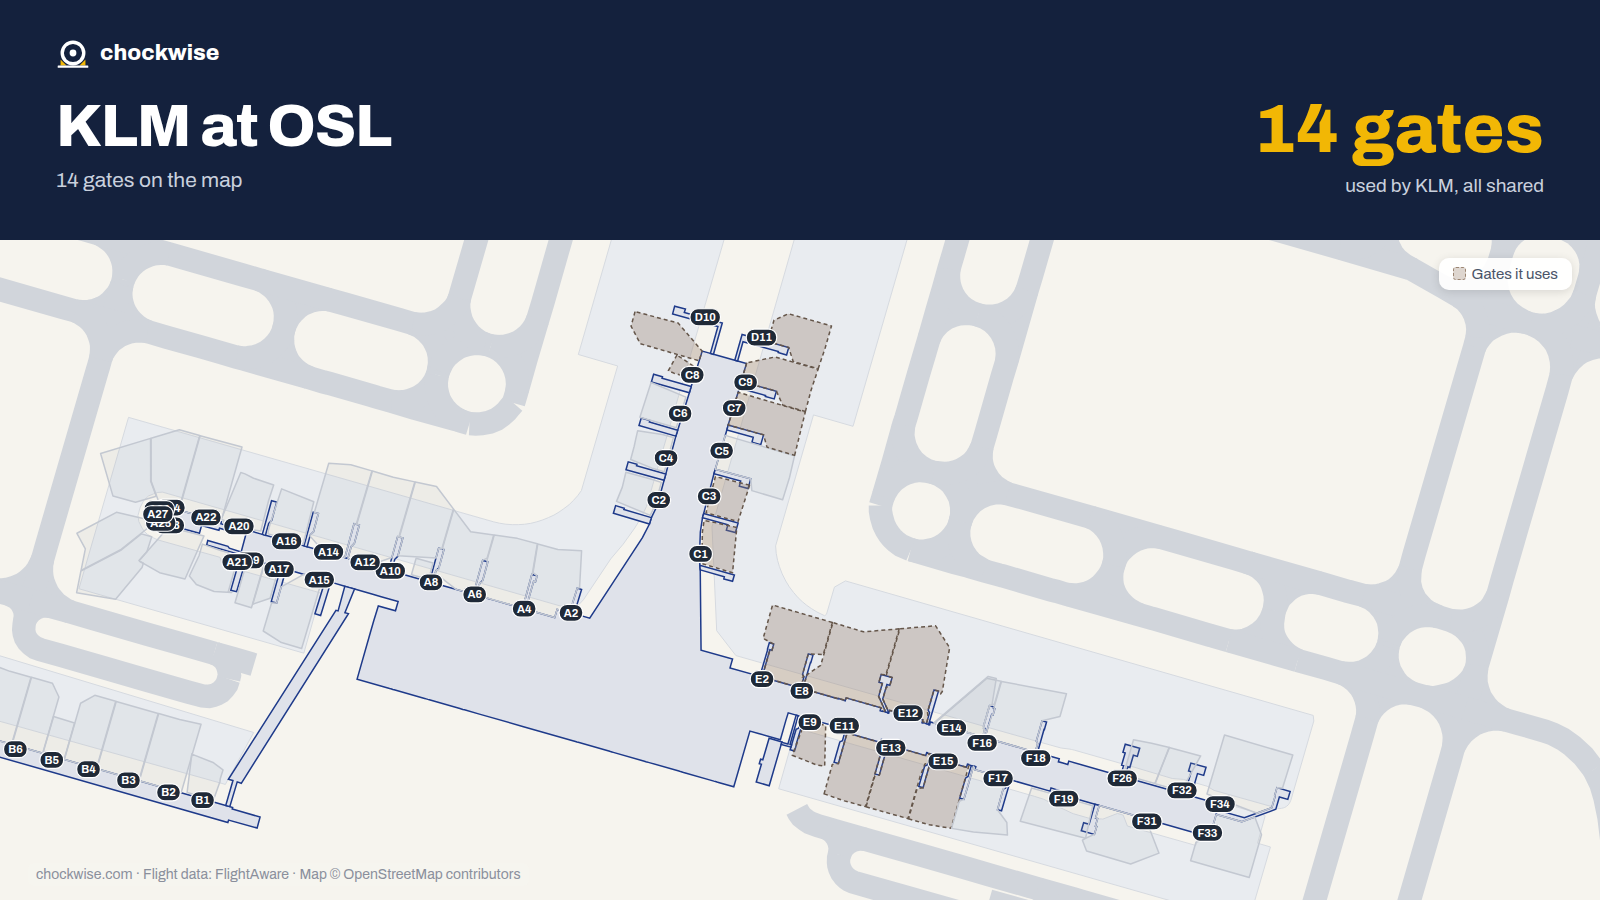 chockwise
KLM at OSL
14 gates on the map
14 gates
used by KLM, all shared
Gates it uses
D10
D11
C8
C9
C6
C7
C4
C5
C2
C3
C1
A27
A22
A20
A16
A14
A12
A10
A8
A6
A4
A2
A21
A17
A15
E2
E8
E9
E11
E12
E13
E14
E15
F16
F17
F18
F19
F26
F31
F32
F33
F34
B6
B5
B4
B3
B2
B1
chockwise.com · Flight data: FlightAware · Map © OpenStreetMap contributors